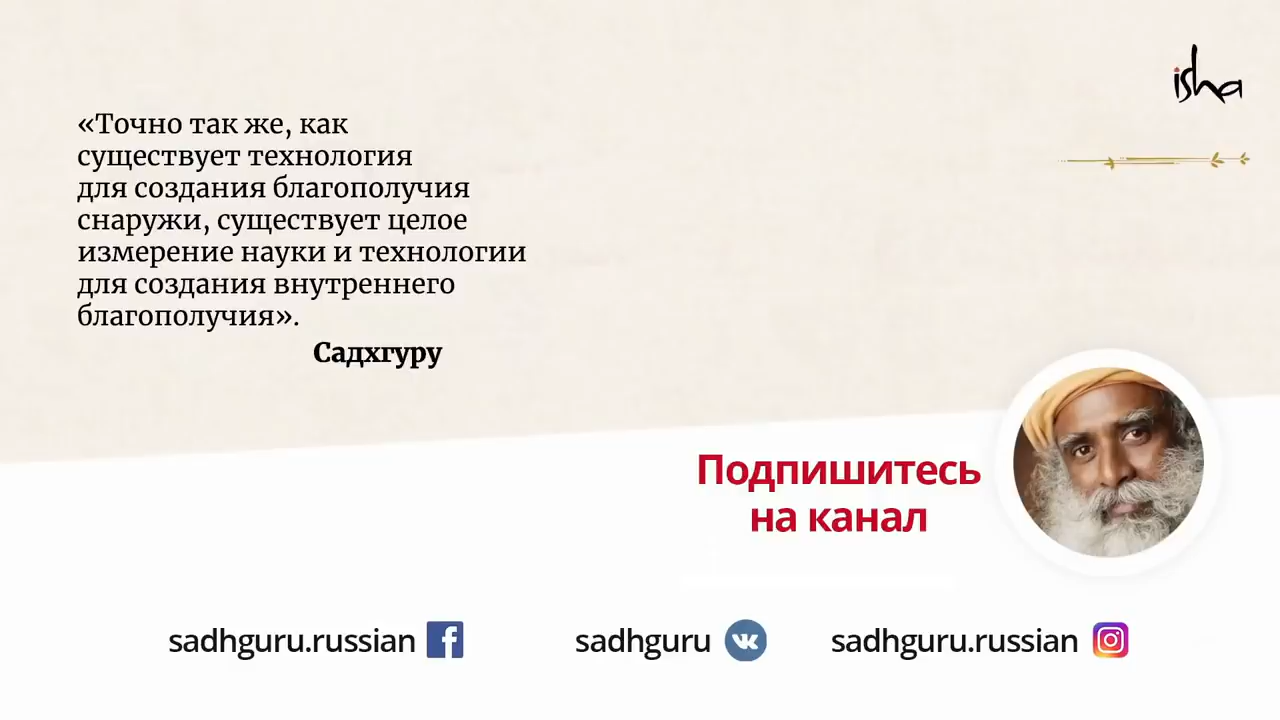 isha
«Точно так же, как
существует технология
для создания благополучия
снаружи, существует целое
измерение науки и технологии
для создания внутреннего
благополучия».
Садхгуру
Подпишитесь
на канал
sadhguru.russian
sadhguru
sadhguru.russian